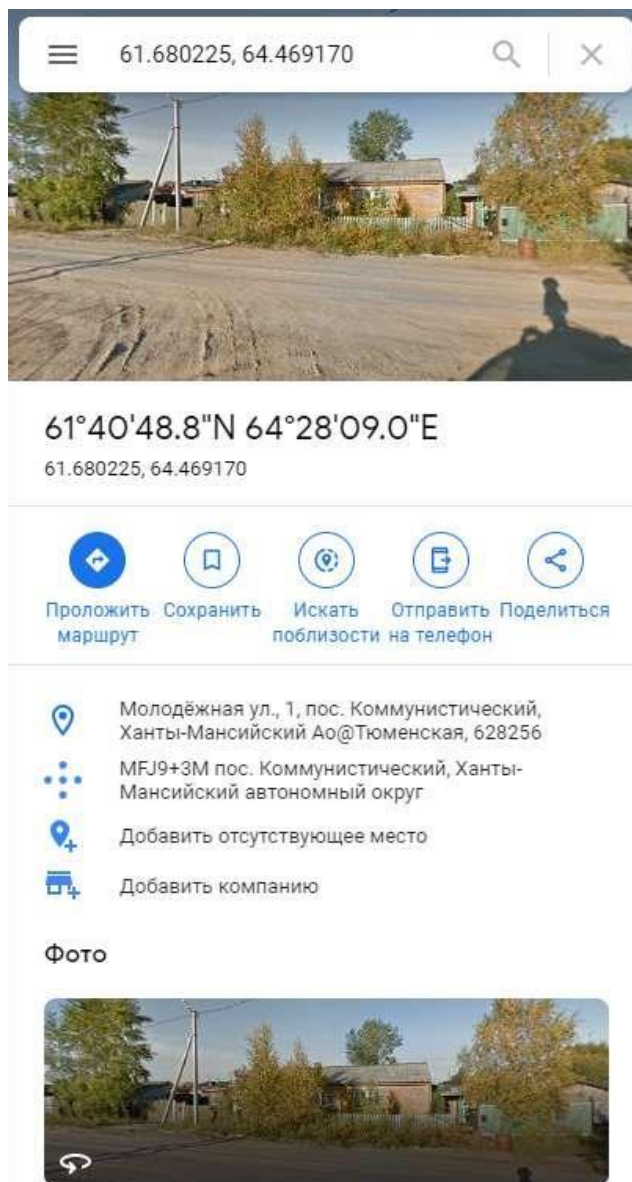 61.680225, 64.469170
61°40'48.8"N 64°28'09.0"E
61.680225, 64.469170
Проложить маршрут
Сохранить
Искать поблизости
Отправить на телефон
Поделиться
Молодёжная ул., 1, пос. Коммунистический,
Ханты-Мансийский Ао@Тюменская, 628256
MFJ9+3M пос. Коммунистический, Ханты-
Мансийский автономный округ
Добавить отсутствующее место
Добавить компанию
Фото